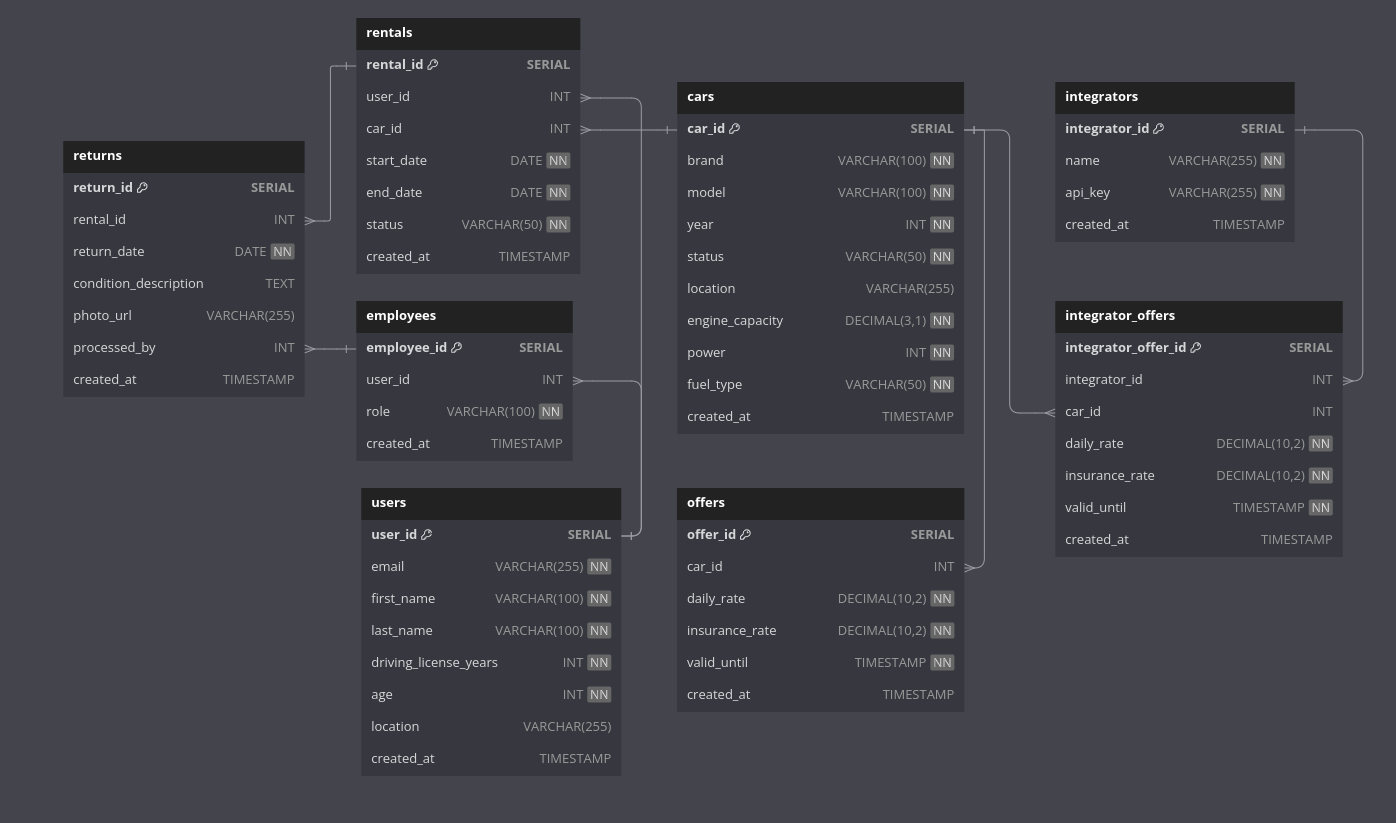 rentals
rental_id SERIAL
user_id INT
car_id INT
start_date DATE NN
end_date DATE NN
status VARCHAR(50) NN
created_at TIMESTAMP
cars
car_id SERIAL
brand VARCHAR(100) NN
model VARCHAR(100) NN
year INT NN
status VARCHAR(50) NN
location VARCHAR(255)
engine_capacity DECIMAL(3,1) NN
power INT NN
fuel_type VARCHAR(50) NN
created_at TIMESTAMP
integrators
integrator_id SERIAL
name VARCHAR(255) NN
api_key VARCHAR(255) NN
created_at TIMESTAMP
returns
return_id SERIAL
rental_id INT
return_date DATE NN
condition_description TEXT
photo_url VARCHAR(255)
processed_by INT
created_at TIMESTAMP
employees
employee_id SERIAL
user_id INT
role VARCHAR(100) NN
created_at TIMESTAMP
integrator_offers
integrator_offer_id SERIAL
integrator_id INT
car_id INT
daily_rate DECIMAL(10,2) NN
insurance_rate DECIMAL(10,2) NN
valid_until TIMESTAMP NN
created_at TIMESTAMP
users
user_id SERIAL
email VARCHAR(255) NN
first_name VARCHAR(100) NN
last_name VARCHAR(100) NN
driving_license_years INT NN
age INT NN
location VARCHAR(255)
created_at TIMESTAMP
offers
offer_id SERIAL
car_id INT
daily_rate DECIMAL(10,2) NN
insurance_rate DECIMAL(10,2) NN
valid_until TIMESTAMP NN
created_at TIMESTAMP